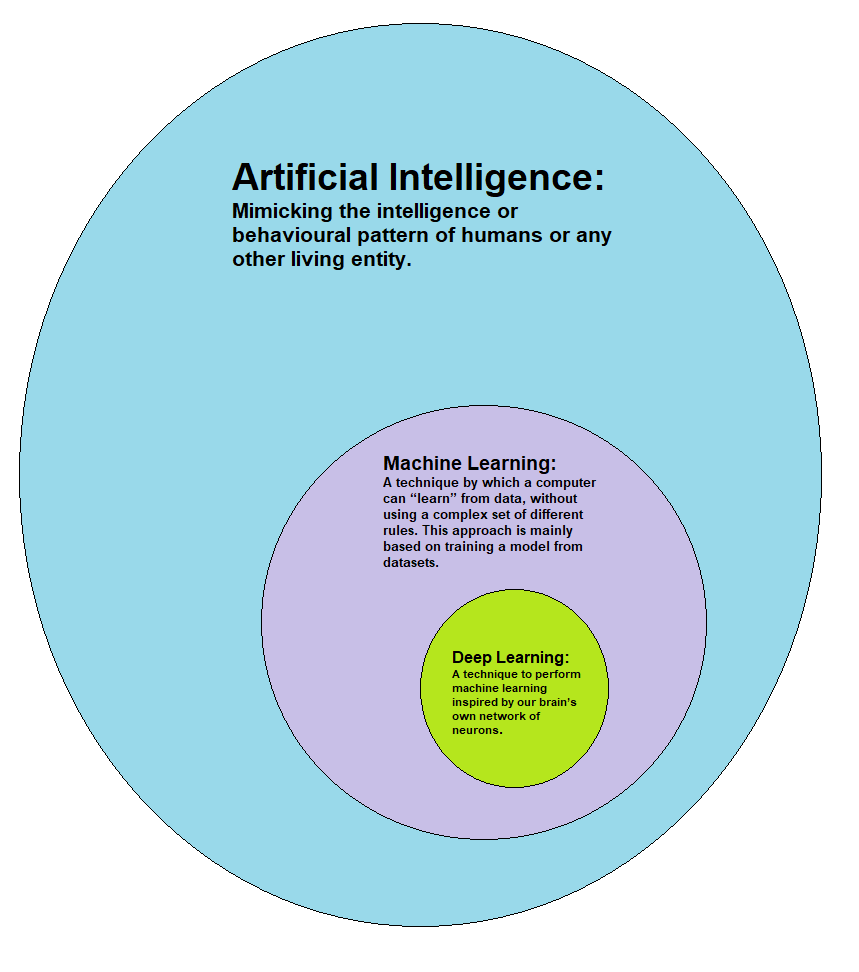 Artificial Intelligence:
Mimicking the intelligence or
behavioural pattern of humans or any
other living entity.
Machine Learning:
A technique by which a computer
can “learn” from data, without
using a complex set of different
rules. This approach is mainly
based on training a model from
datasets.
Deep Learning:
A technique to perform
machine learning
inspired by our brain's
own network of
neurons.